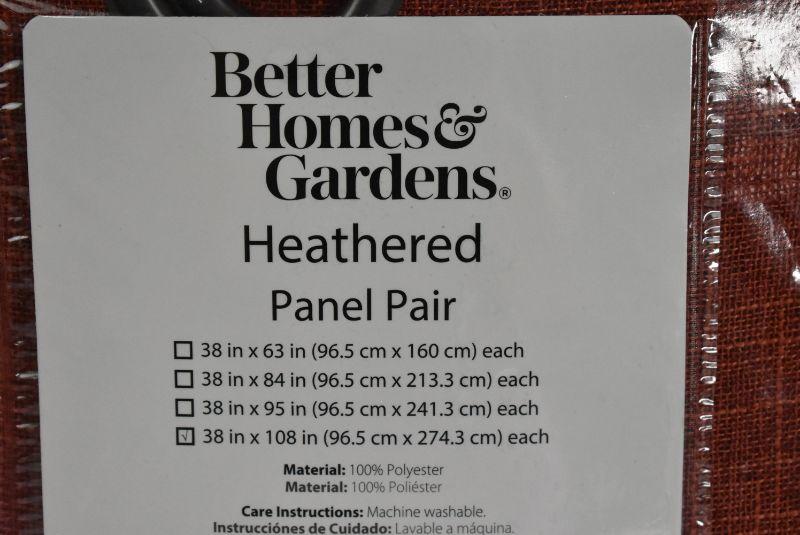 Better
Homes &
Gardens®
Heathered
Panel Pair
☐ 38 in x 63 in (96.5 cm x 160 cm) each
☐ 38 in x 84 in (96.5 cm x 213.3 cm) each
☐ 38 in x 95 in (96.5 cm x 241.3 cm) each
☑ 38 in x 108 in (96.5 cm x 274.3 cm) each
Material: 100% Polyester
Material: 100% Poliéster
Care Instructions: Machine washable.
Instrucciónes de Cuidado: Lavable a máquina.